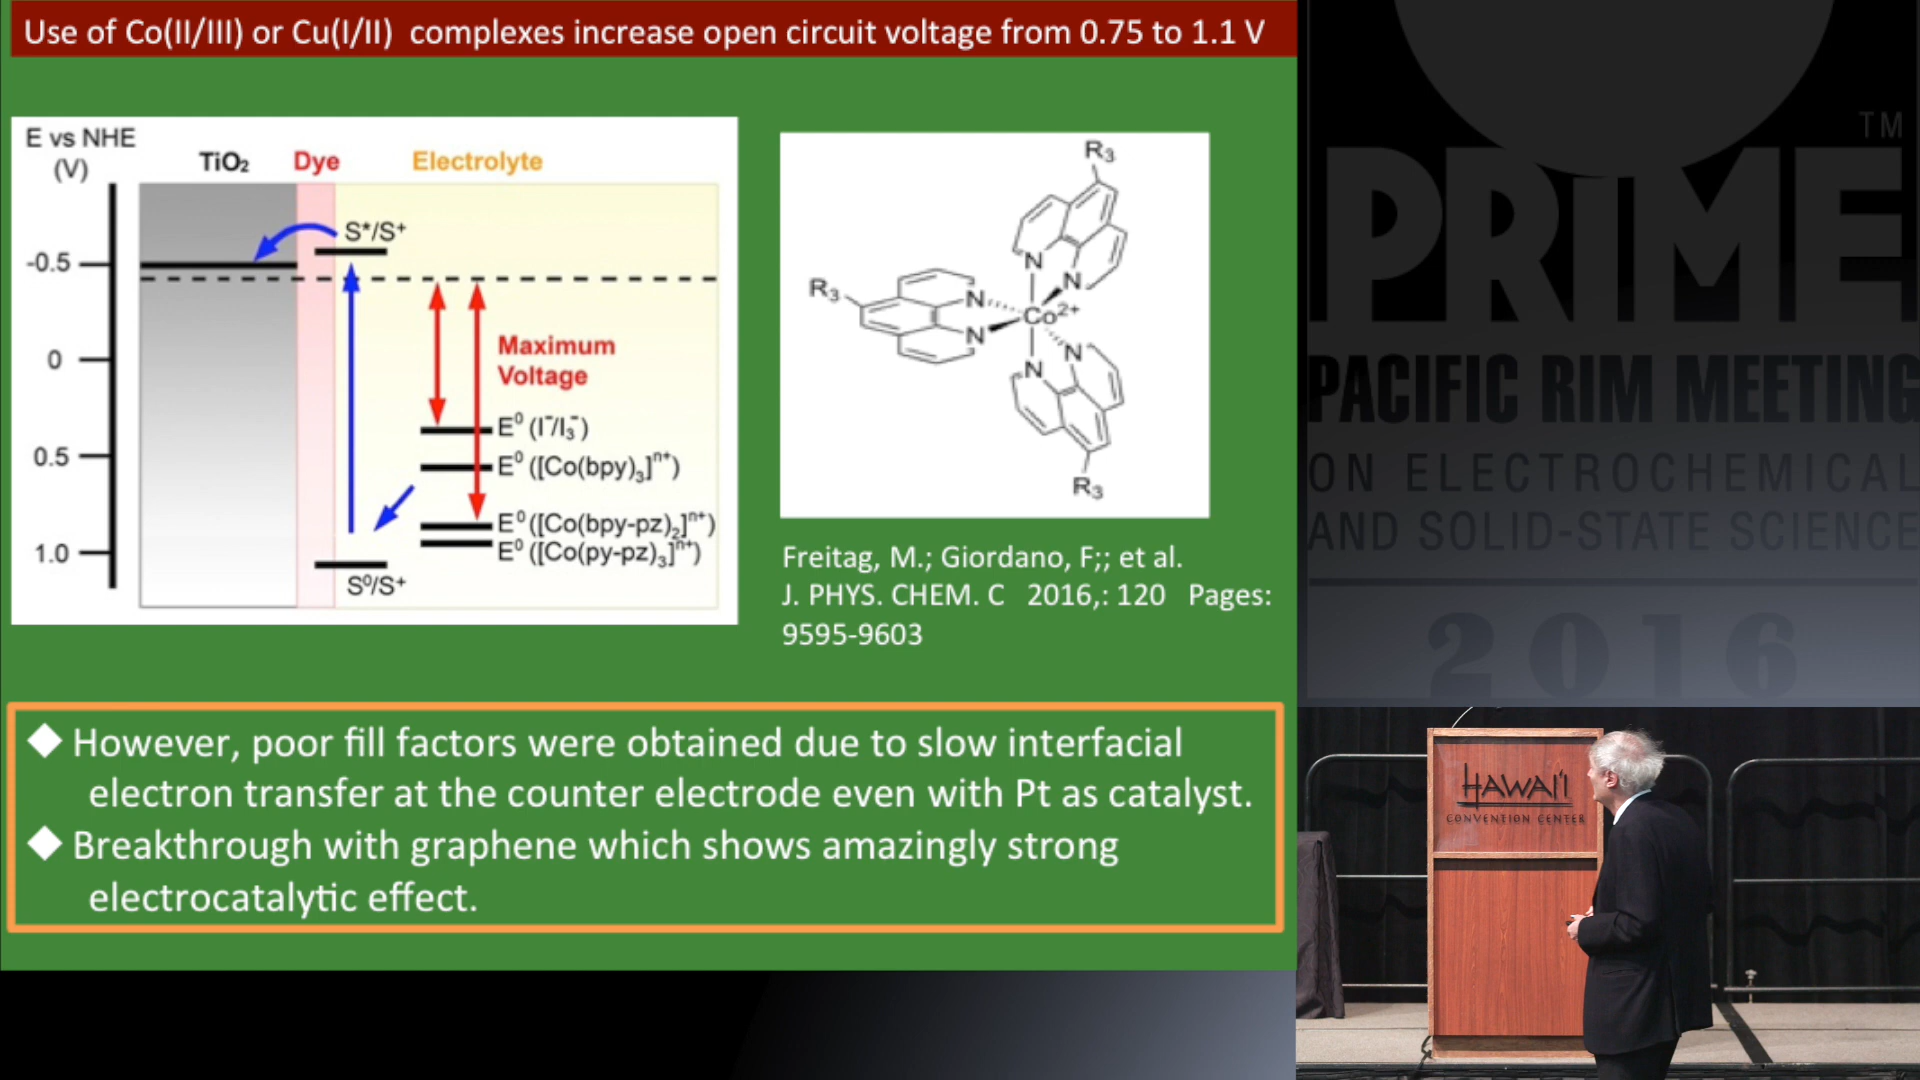 Use of Co(II/III) or Cu(I/II) complexes increase open circuit voltage from 0.75 to 1.1 V
E vs NHE
(V)
TiO₂ Dye Electrolyte
S*/S⁺
-0.5
0
0.5
1.0
Maximum
Voltage
E⁰ (I⁻/I₃⁻)
E⁰ ([Co(bpy)₃]ⁿ⁺)
E⁰ ([Co(bpy-pz)₂]ⁿ⁺)
E⁰ ([Co(py-pz)₃]ⁿ⁺)
S⁰/S⁺
R₃
N
N
R₃
N
N
Co²⁺
N
N
R₃
Freitag, M.; Giordano, F;; et al.
J. PHYS. CHEM. C 2016,: 120 Pages:
9595-9603
◆ However, poor fill factors were obtained due to slow interfacial
electron transfer at the counter electrode even with Pt as catalyst.
◆ Breakthrough with graphene which shows amazingly strong
electrocatalytic effect.
TM
PRiME
PACIFIC RIM MEETING
ON ELECTROCHEMICAL
AND SOLID-STATE SCIENCE
2016
HAWAI'I
CONVENTION CENTER